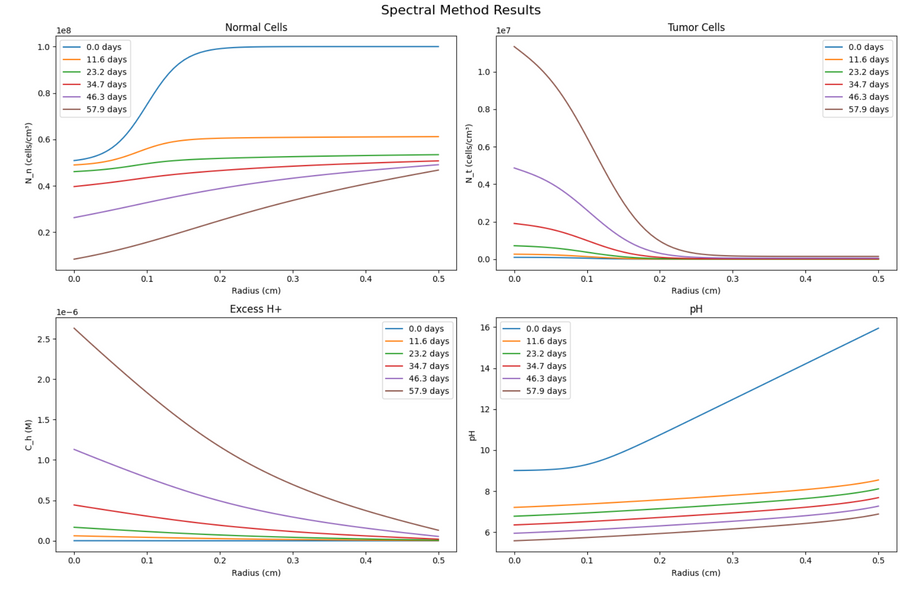 Spectral Method Results
Normal Cells
1e8
N_n (cells/cm³)
1.0
0.8
0.6
0.4
0.2
0.0 days
11.6 days
23.2 days
34.7 days
46.3 days
57.9 days
0.0 0.1 0.2 0.3 0.4 0.5
Radius (cm)
Tumor Cells
1e7
N_t (cells/cm³)
1.0
0.8
0.6
0.4
0.2
0.0
0.0 days
11.6 days
23.2 days
34.7 days
46.3 days
57.9 days
0.0 0.1 0.2 0.3 0.4 0.5
Radius (cm)
Excess H+
1e−6
C_h (M)
2.5
2.0
1.5
1.0
0.5
0.0
0.0 days
11.6 days
23.2 days
34.7 days
46.3 days
57.9 days
0.0 0.1 0.2 0.3 0.4 0.5
Radius (cm)
pH
pH
16
14
12
10
8
6
0.0 days
11.6 days
23.2 days
34.7 days
46.3 days
57.9 days
0.0 0.1 0.2 0.3 0.4 0.5
Radius (cm)